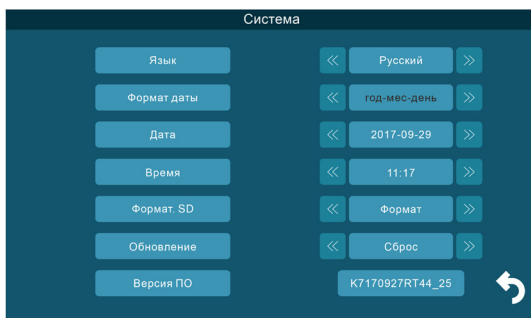 Система
Язык « Русский »
Формат даты « год-мес-день »
Дата « 2017-09-29 »
Время « 11:17 »
Формат. SD « Формат »
Обновление « Сброс »
Версия ПО K7170927RT44_25